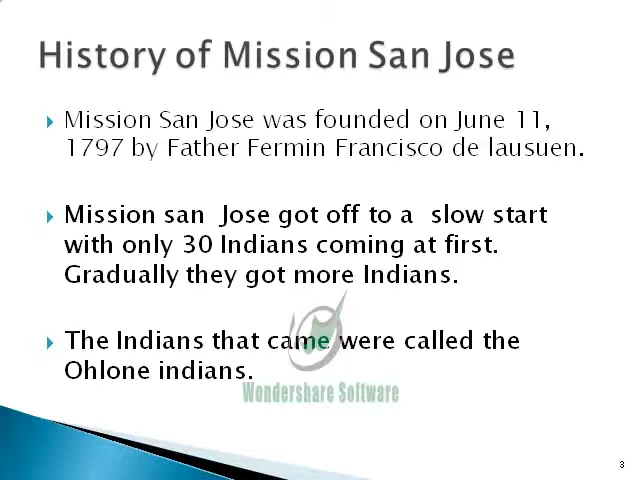 History of Mission San Jose
Mission San Jose was founded on June 11,
1797 by Father Fermin Francisco de lausuen.
Mission san  Jose got off to a  slow start
with only 30 Indians coming at first.
Gradually they got more Indians.
The Indians that came were called the
Ohlone indians.
Wondershare Software
3